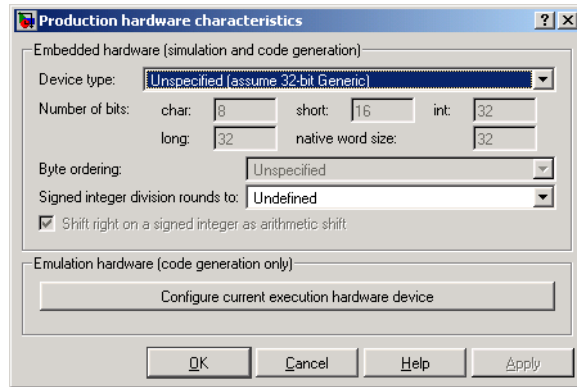 Production hardware characteristics
Embedded hardware (simulation and code generation)
Device type: Unspecified (assume 32-bit Generic)
Number of bits: char: 8 short: 16 int: 32
long: 32 native word size: 32
Byte ordering: Unspecified
Signed integer division rounds to: Undefined
Shift right on a signed integer as arithmetic shift
Emulation hardware (code generation only)
Configure current execution hardware device
OK Cancel Help Apply